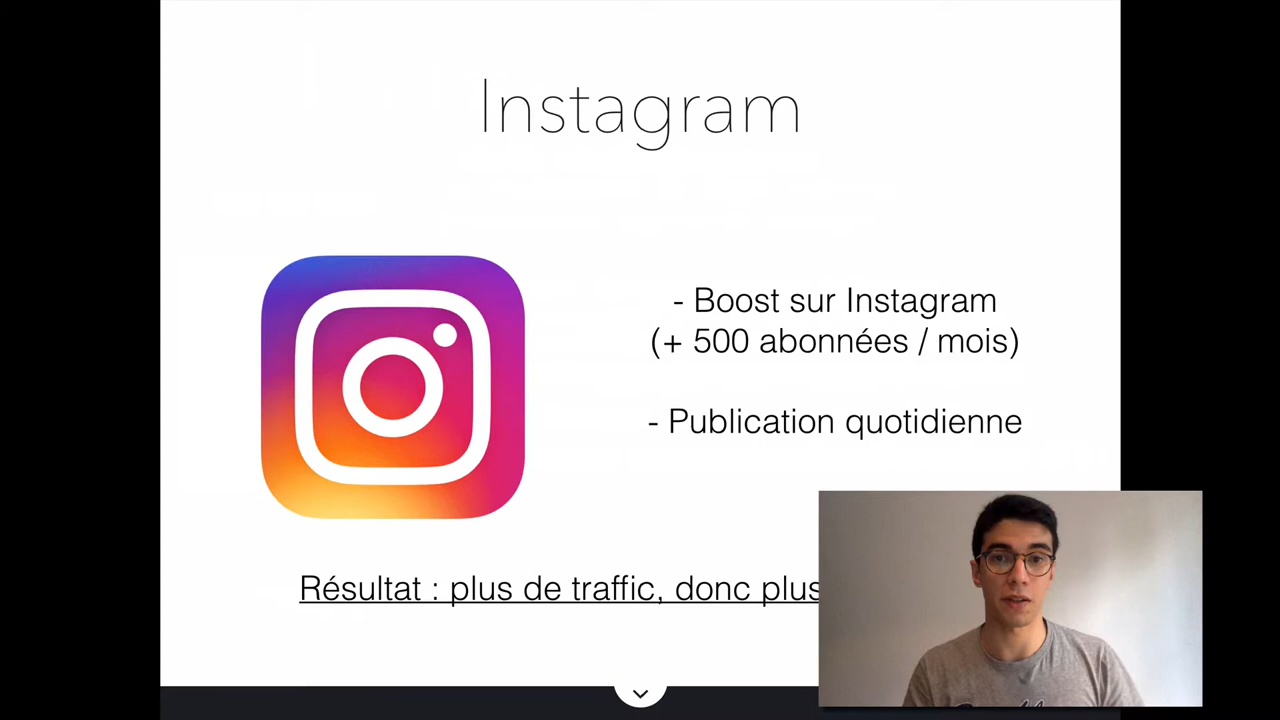 Instagram
- Boost sur Instagram
(+ 500 abonnées / mois)
- Publication quotidienne
Résultat : plus de traffic, donc plus